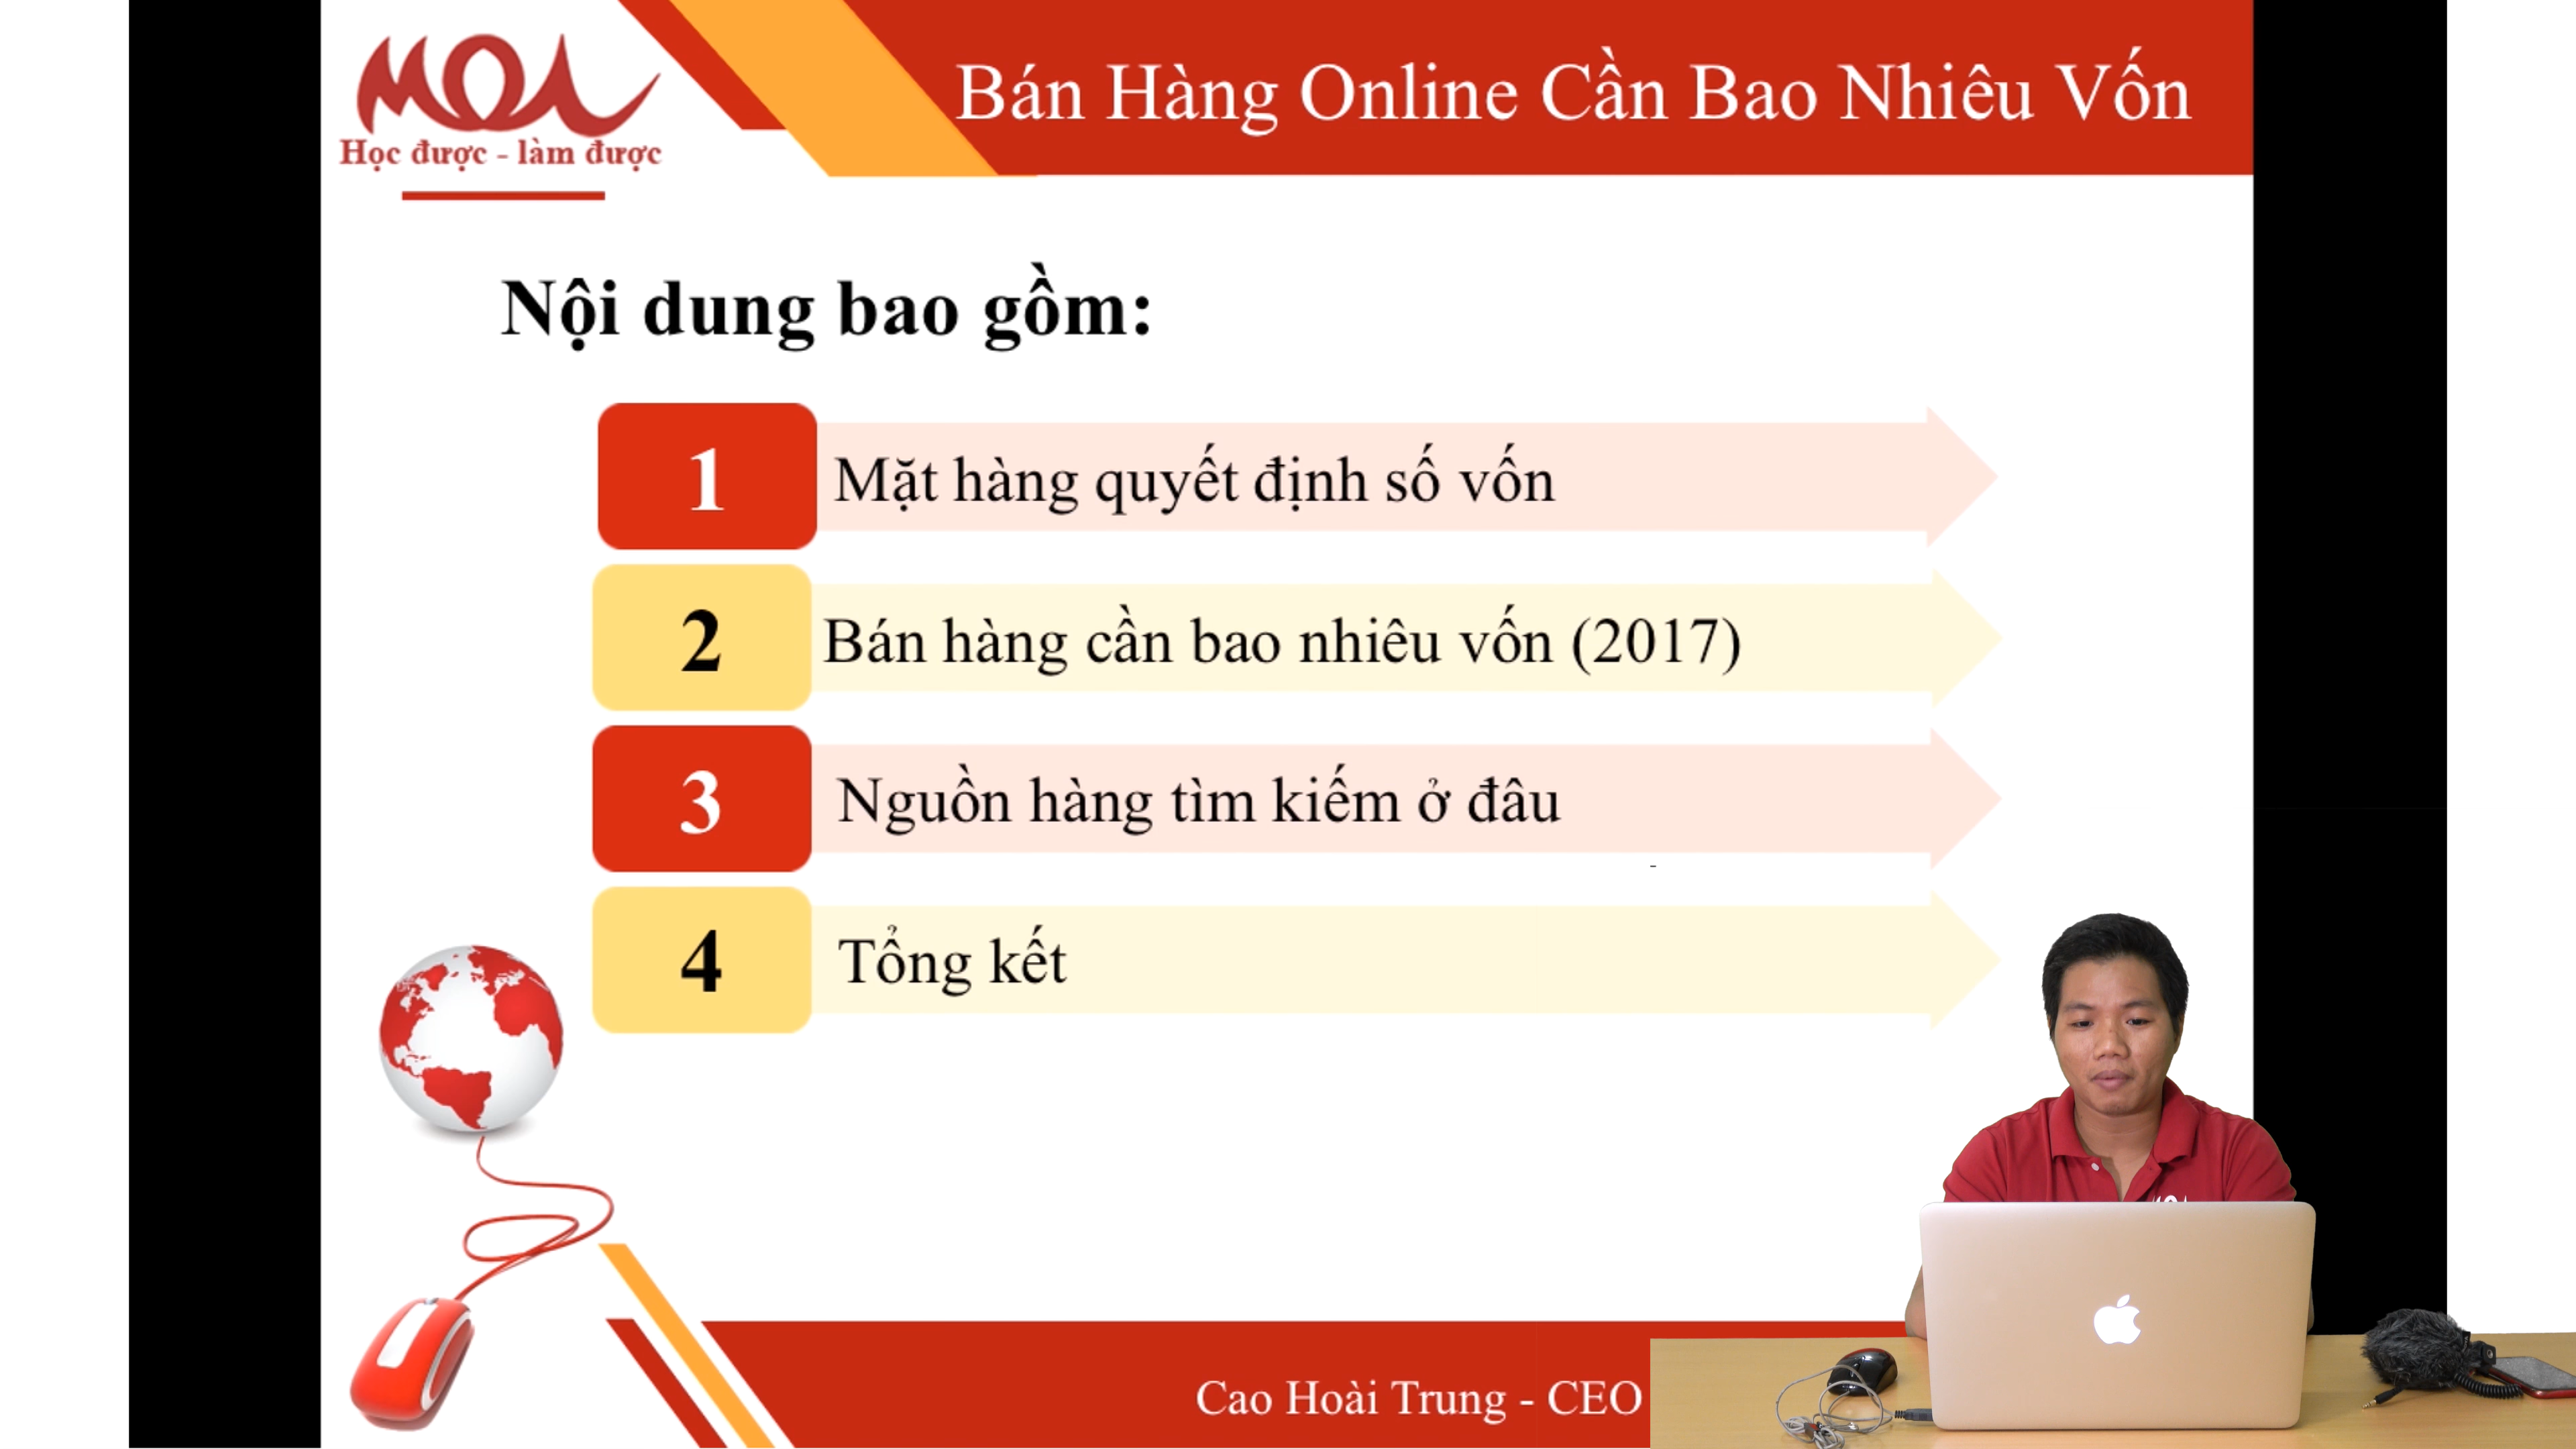 MOA
Học được - làm được
Bán Hàng Online Cần Bao Nhiêu Vốn
Nội dung bao gồm:
1 Mặt hàng quyết định số vốn
2 Bán hàng cần bao nhiêu vốn (2017)
3 Nguồn hàng tìm kiếm ở đâu
4 Tổng kết
Cao Hoài Trung - CEO